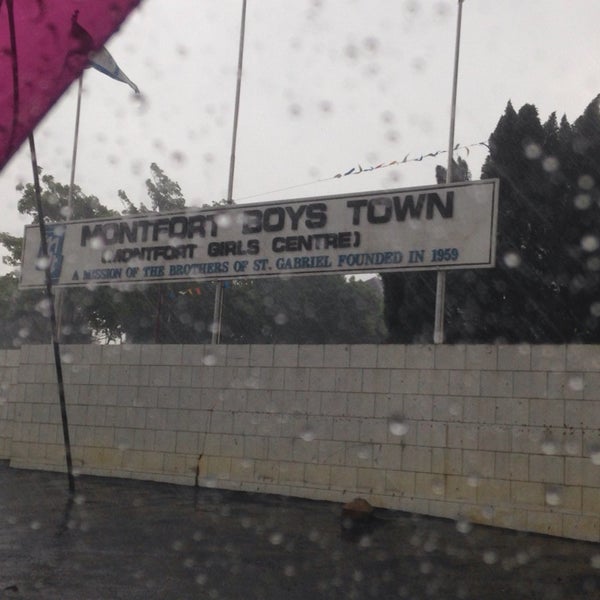 MONTFORT BOYS TOWN
(MONTFORT GIRLS CENTRE)
A MISSION OF THE BROTHERS OF ST. GABRIEL FOUNDED IN 1959